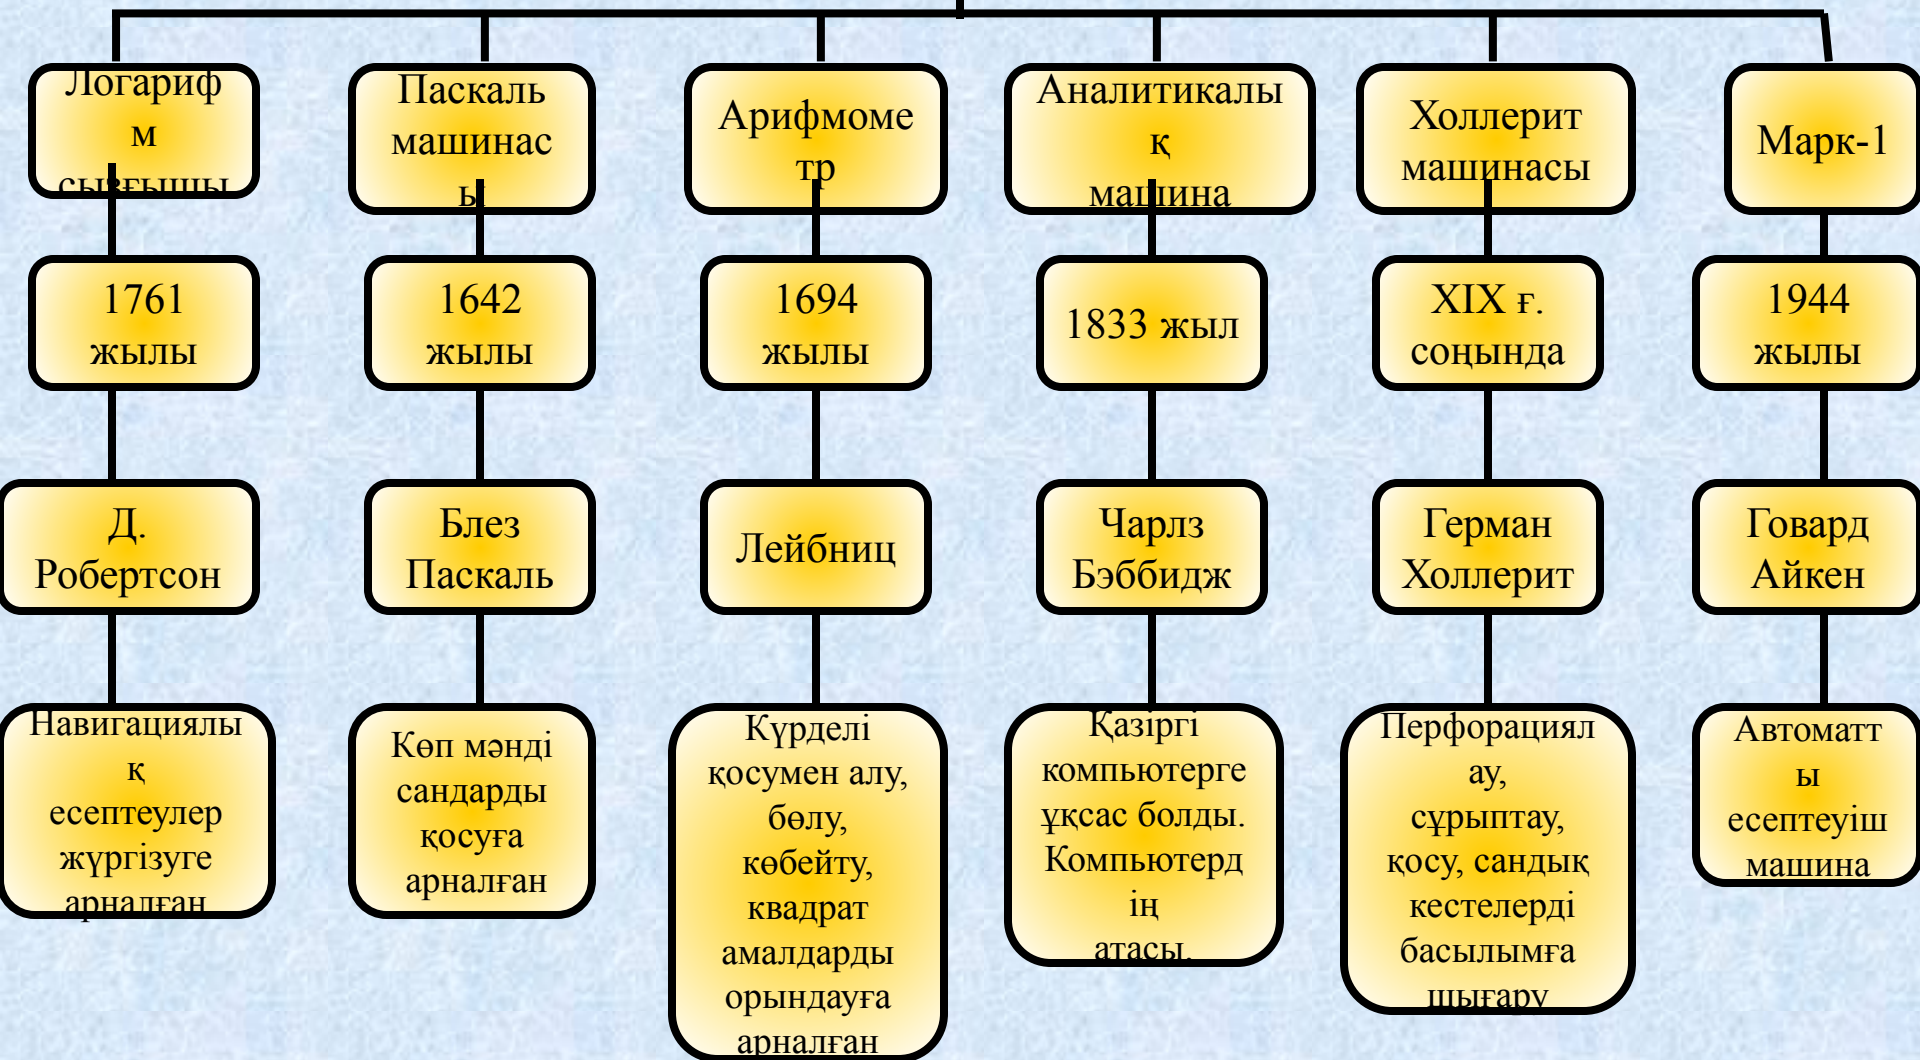 Логариф
м
сызғышы
Паскаль
машинас
ы
Арифмоме
тр
Аналитикалы
қ
машина
Холлерит
машинасы
Марк-1
1761
жылы
1642
жылы
1694
жылы
1833 жыл
XIX ғ.
соңында
1944
жылы
Д.
Робертсон
Блез
Паскаль
Лейбниц
Чарлз
Бэббидж
Герман
Холлерит
Говард
Айкен
Навигациялы
қ
есептеулер
жүргізуге
арналған
Көп мәнді
сандарды
қосуға
арналған
Күрделі
қосумен алу,
бөлу,
көбейту,
квадрат
амалдарды
орындауға
арналған
Қазіргі
компьютерге
ұқсас болды.
Компьютерд
ің
атасы.
Перфорациял
ау,
сұрыптау,
қосу, сандық
кестелерді
басылымға
шығару
Автоматт
ы
есептеуіш
машина